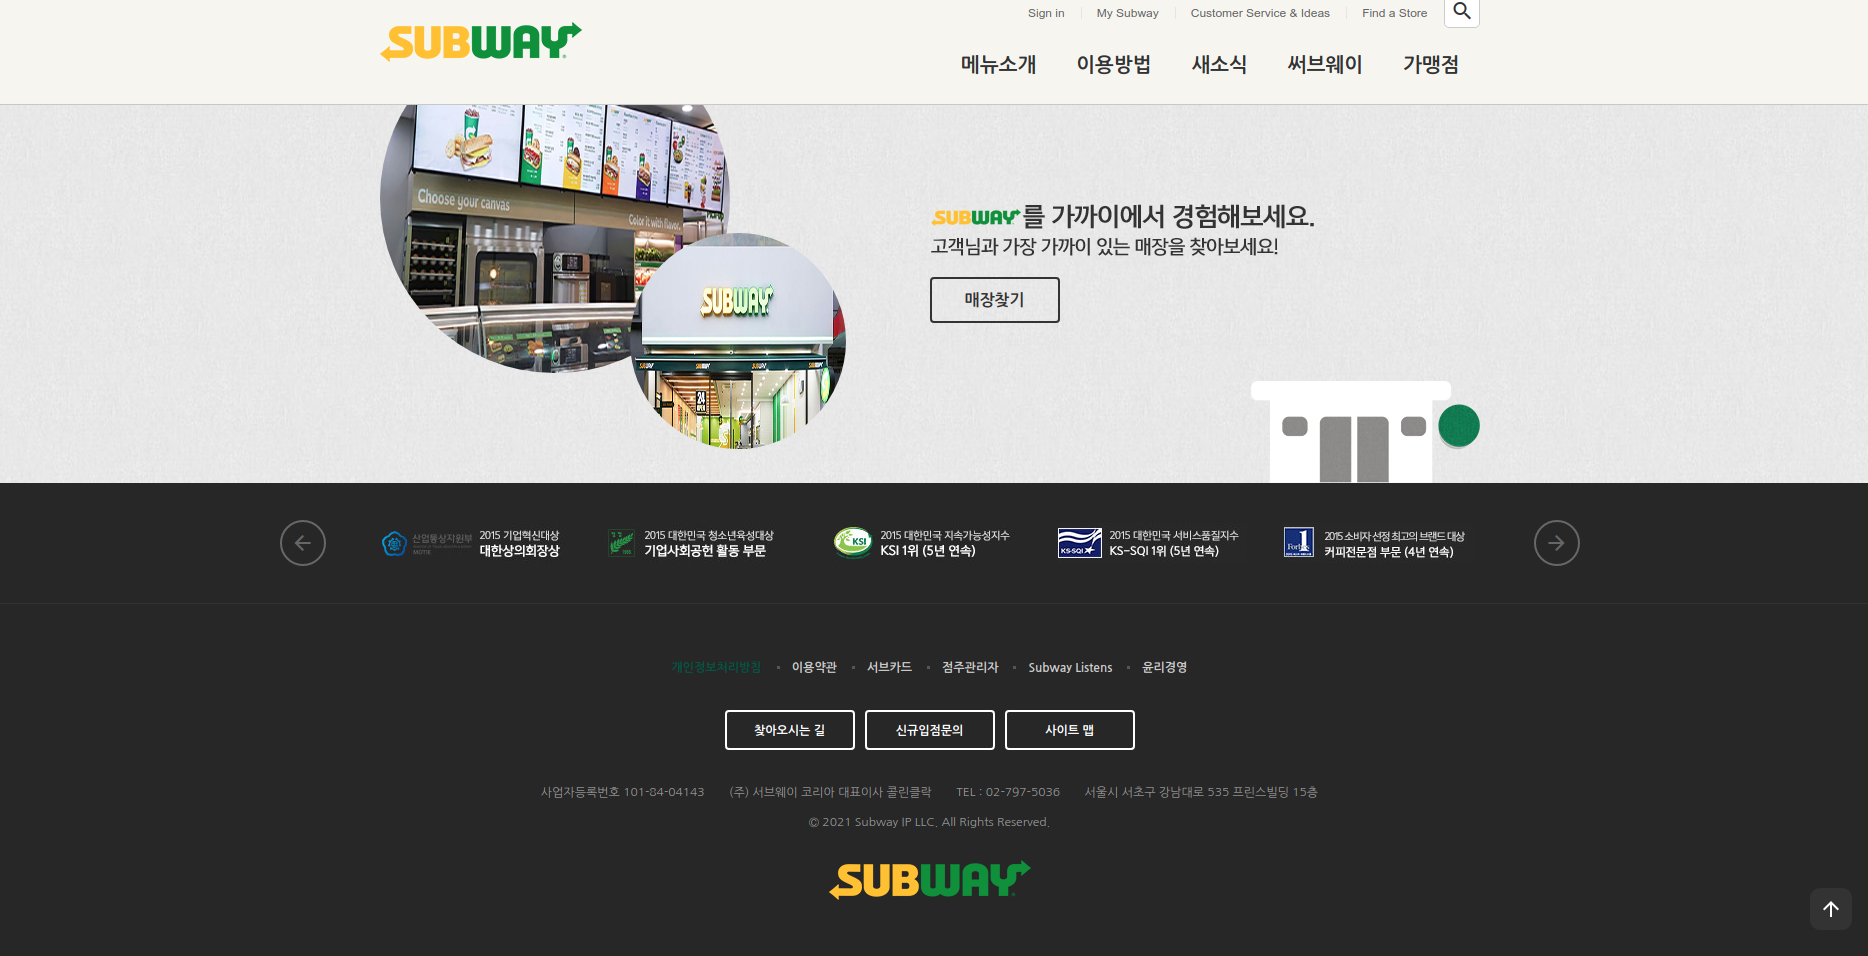 Sign in
My Subway
Customer Service & Ideas
Find a Store
SUBWAY
메뉴소개
이용방법
새소식
써브웨이
가맹점
Choose your canvas
Color it with flavor.
SUBWAY
SUBWAY를 가까이에서 경험해보세요.
고객님과 가장 가까이 있는 매장을 찾아보세요!
매장찾기
산업통상자원부
MOTIE
2015 기업혁신대상
대한상의회장상
2015 대한민국 청소년육성대상
기업사회공헌 활동 부문
KSI
2015 대한민국 지속가능성지수
KSI 1위 (5년 연속)
KS-SQI
2015 대한민국 서비스품질지수
KS-SQI 1위 (5년 연속)
2015 소비자 선정 최고의 브랜드 대상
커피전문점 부문 (4년 연속)
개인정보처리방침
이용약관
서브카드
점주관리자
Subway Listens
윤리경영
찾아오시는 길
신규입점문의
사이트 맵
사업자등록번호 101-84-04143 (주) 서브웨이 코리아 대표이사 콜린클락 TEL : 02-797-5036 서울시 서초구 강남대로 535 프린스빌딩 15층
© 2021 Subway IP LLC. All Rights Reserved.
SUBWAY